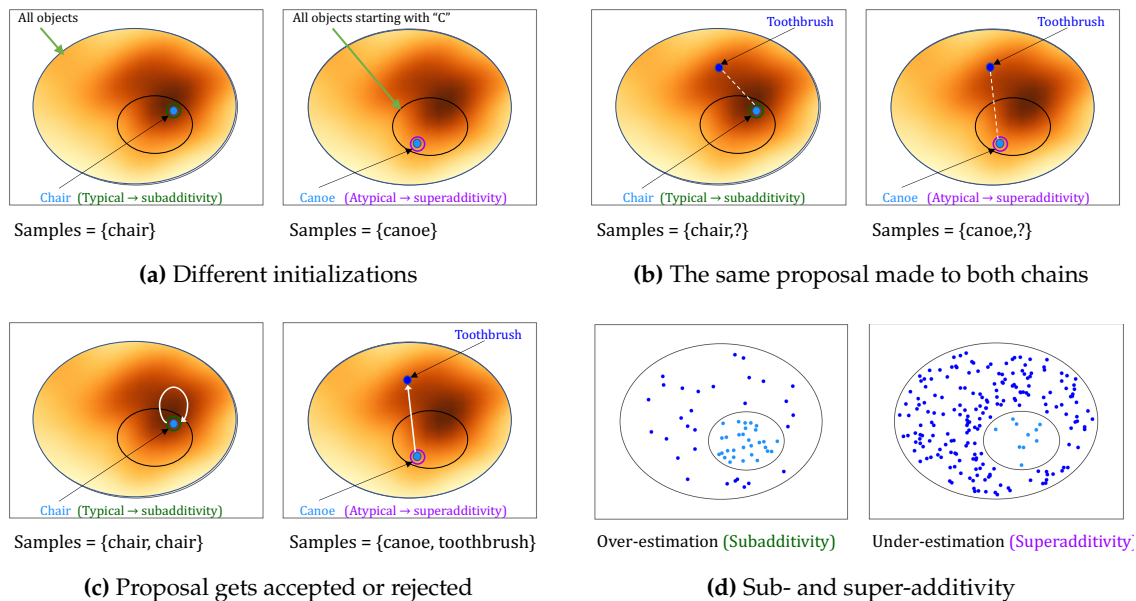 All objects
All objects starting with “C”
Chair (Typical → subadditivity)
Canoe (Atypical → superadditivity)
Samples = {chair}
Samples = {canoe}
(a) Different initializations
Toothbrush
Toothbrush
Chair (Typical → subadditivity)
Canoe (Atypical → superadditivity)
Samples = {chair,?}
Samples = {canoe,?}
(b) The same proposal made to both chains
Toothbrush
Chair (Typical → subadditivity)
Canoe (Atypical → superadditivity)
Samples = {chair, chair}
Samples = {canoe, toothbrush}
(c) Proposal gets accepted or rejected
Over-estimation (Subadditivity)
Under-estimation (Superadditivity)
(d) Sub- and super-additivity